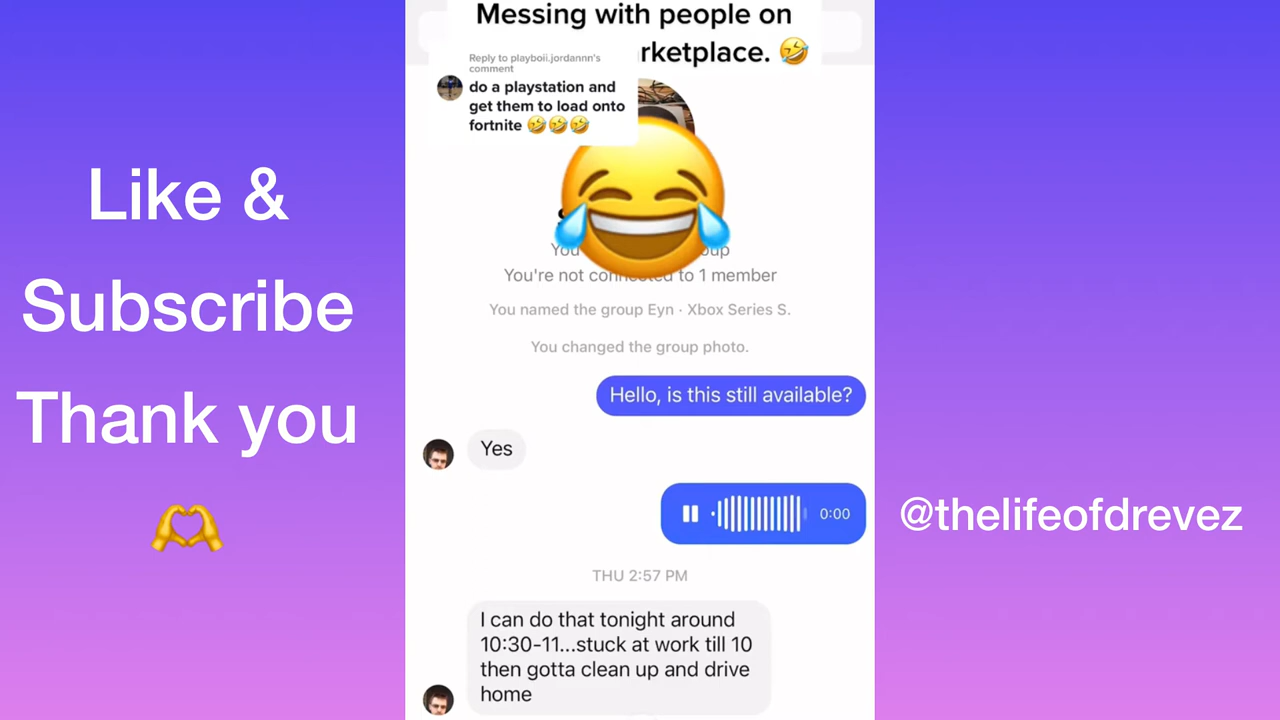 Like &
Subscribe
Thank you
Messing with people on
rketplace. 🤣
Reply to playboii.jordannn's
comment
do a playstation and
get them to load onto
fortnite 🤣🤣🤣
You're not to 1 member
You named the group Eyn · Xbox Series S.
You changed the group photo.
Hello, is this still available?
Yes
0:00
THU 2:57 PM
I can do that tonight around
10:30-11...stuck at work till 10
then gotta clean up and drive
home
@thelifeofdrevez